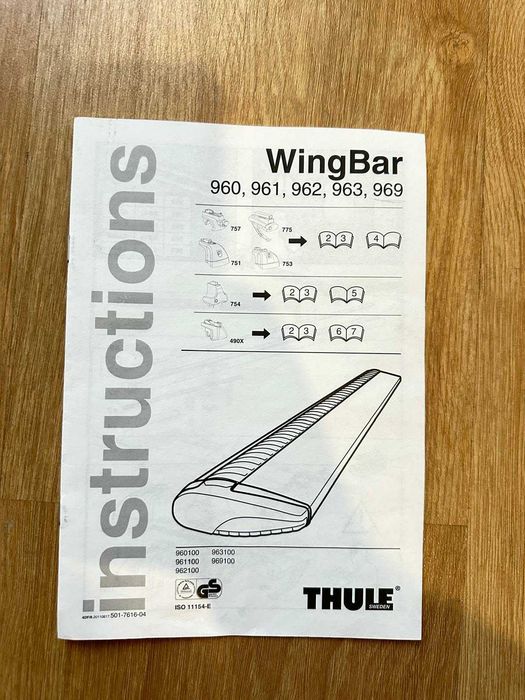 instructions
WingBar
960, 961, 962, 963, 969
757 775
2 3 4
751 753
754 2 3 5
490X 2 3 6 7
960100 963100
961100 969100
962100
GS
ISO 11154-E
THULE®
SWEDEN
501-7616-04